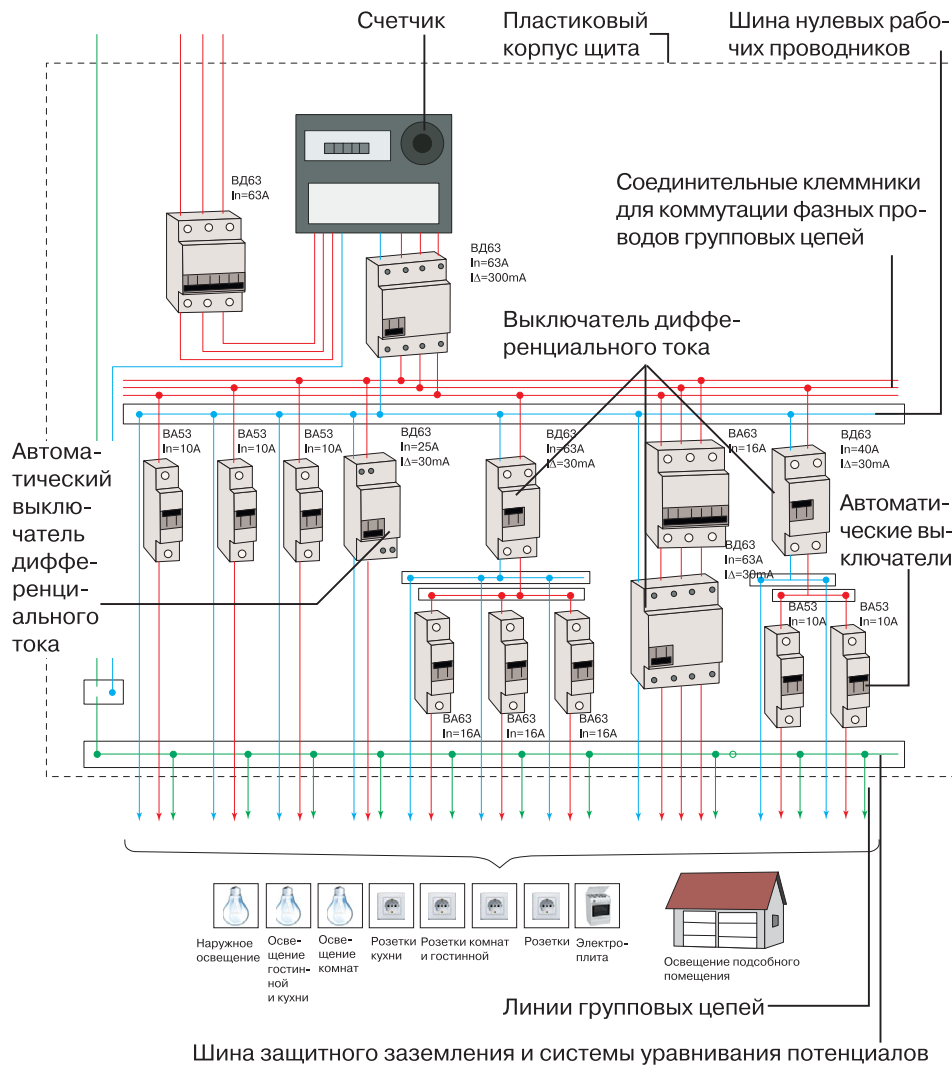 Счетчик
Пластиковый
корпус щита
Шина нулевых рабо-
чих проводников
ВД63
In=63A
ВД63
In=63A
I∆=300mA
Соединительные клеммники
для коммутации фазных про-
водов групповых цепей
Выключатель диффе-
ренциального тока
Автома-
тический
выклю-
чатель
диффе-
ренци-
ального
тока
ВА53
In=10A
ВА53
In=10A
ВА53
In=10A
ВД63
In=25A
I∆=30mA
ВД63
In=63A
I∆=30mA
ВА63
In=16A
ВД63
In=40A
I∆=30mA
Автомати-
ческие вы-
ключатели
ВД63
In=63A
I∆=30mA
ВА53
In=10A
ВА53
In=10A
ВА63
In=16A
ВА63
In=16A
ВА63
In=16A
Наружное
освещение
Осве-
щение
гостин-
ной
и кухни
Осве-
щение
комнат
Розетки
кухни
Розетки комнат
и гостинной
Розетки
Электро-
плита
Освещение подсобного
помещения
Линии групповых цепей
Шина защитного заземления и системы уравнивания потенциалов